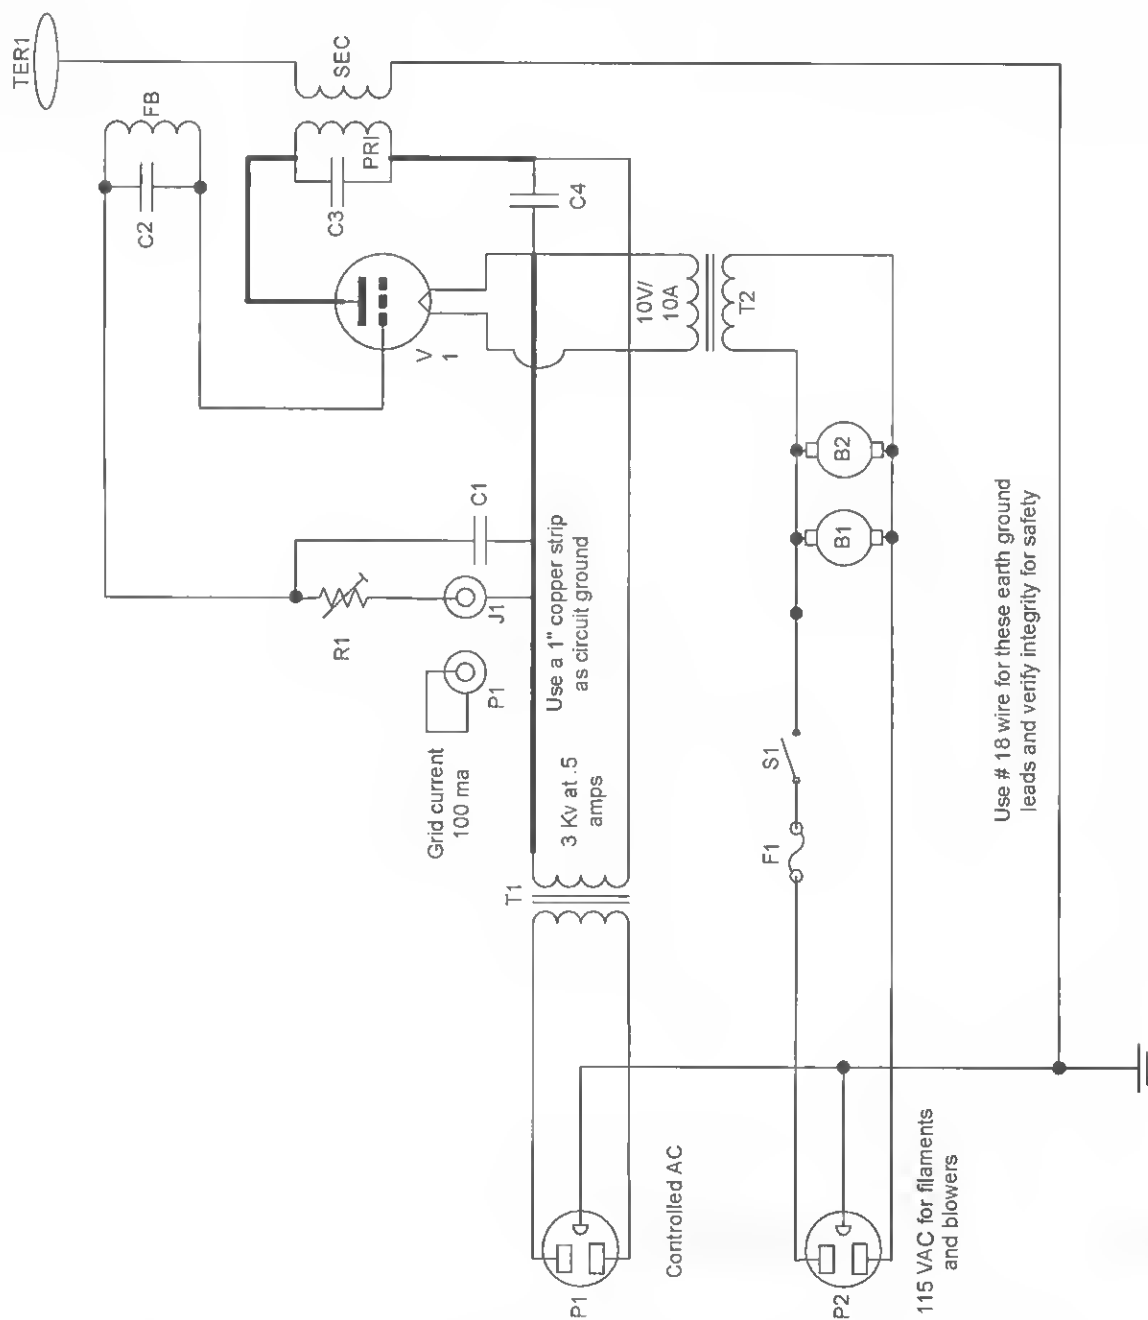 TER1
FB
SEC
C2
PRI
C3
C4
V
1
10V/
10A
T2
C1
R1
J1
P1
Use a 1" copper strip
as circuit ground
B2
B1
Grid current
100 ma
3 Kv at .5
amps
S1
F1
T1
Use # 18 wire for these earth ground
leads and verify integrity for safety
Controlled AC
P1
115 VAC for filaments
and blowers
P2